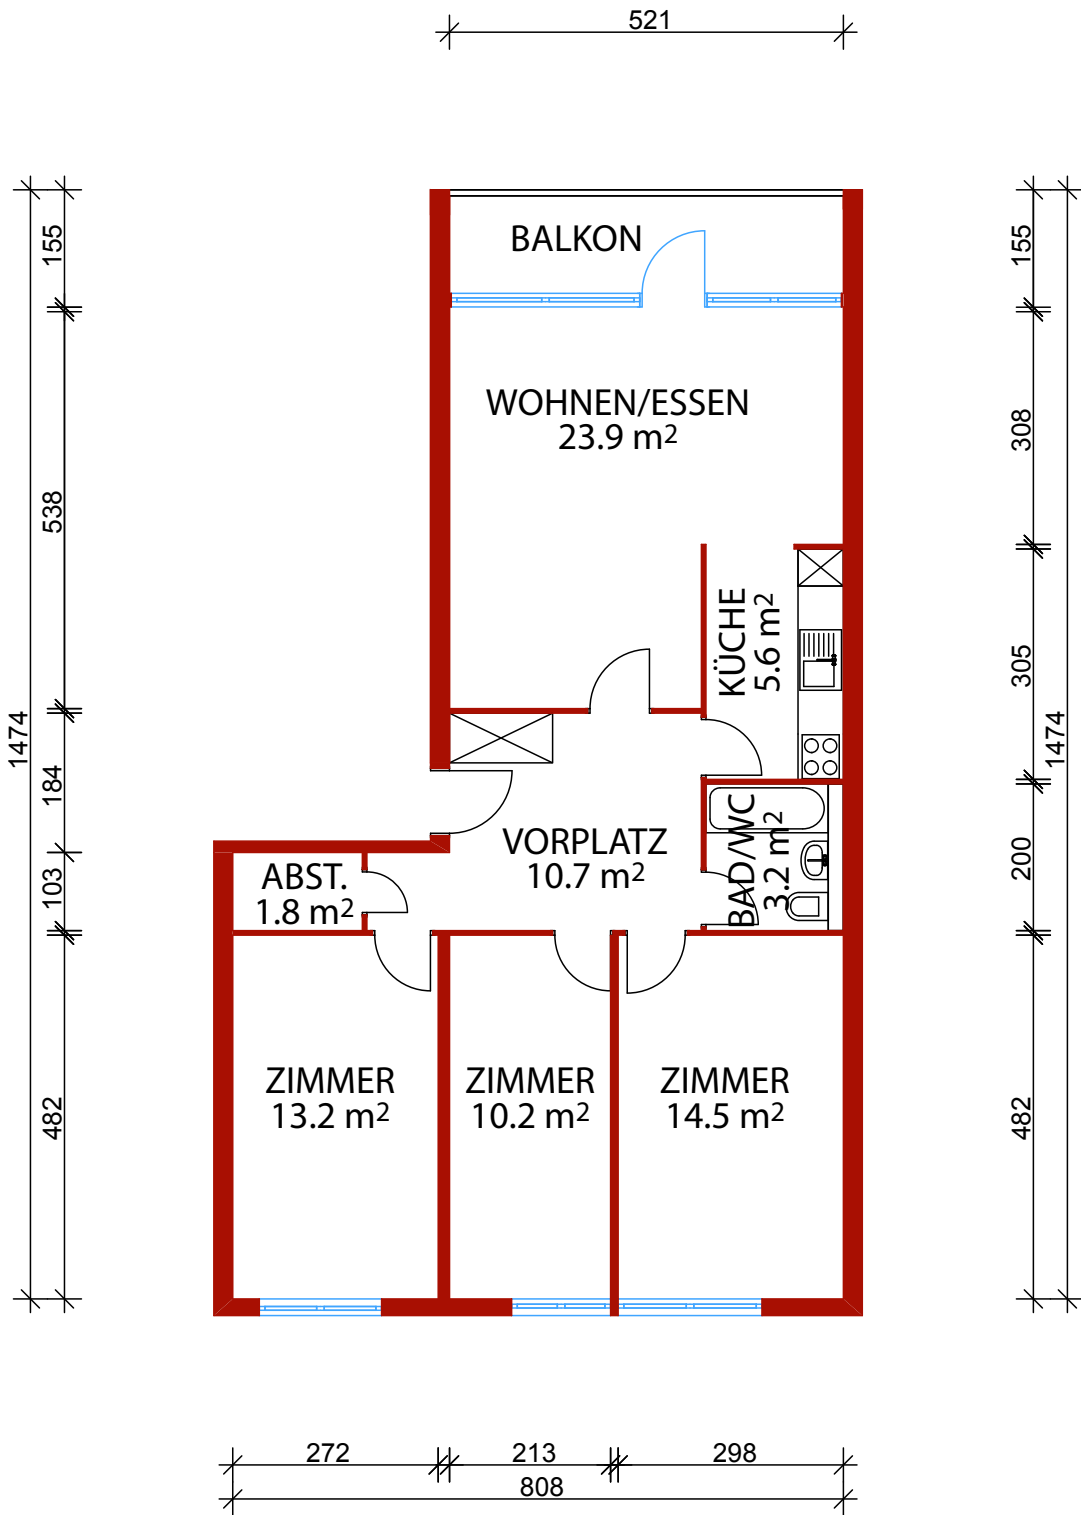 521
155
155
BALKON
WOHNEN/ESSEN
23.9 m²
308
538
KÜCHE
5.6 m²
305
1474
1474
184
VORPLATZ
10.7 m²
BAD/WC
3.2 m²
200
103
ABST.
1.8 m²
ZIMMER
13.2 m²
ZIMMER
10.2 m²
ZIMMER
14.5 m²
482
482
272
213
298
808